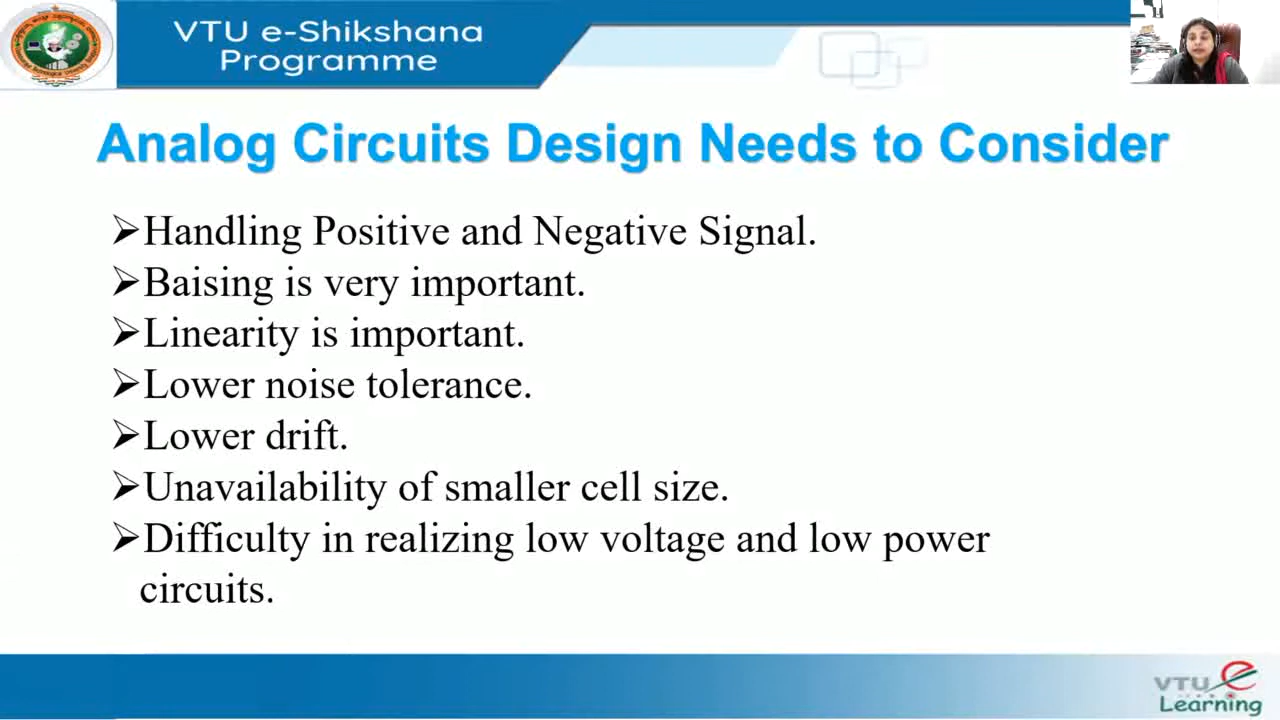 VTU e-Shikshana
Programme
Analog Circuits Design Needs to Consider
➢Handling Positive and Negative Signal.
➢Baising is very important.
➢Linearity is important.
➢Lower noise tolerance.
➢Lower drift.
➢Unavailability of smaller cell size.
➢Difficulty in realizing low voltage and low power
circuits.
VTU e
Learning